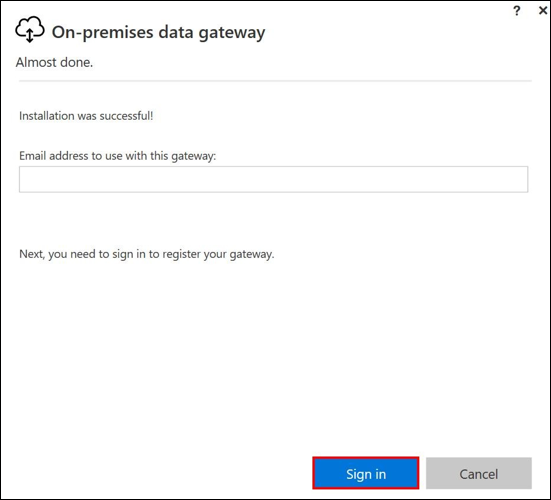 ? ×
On-premises data gateway
Almost done.
Installation was successful!
Email address to use with this gateway:
Next, you need to sign in to register your gateway.
Sign in Cancel